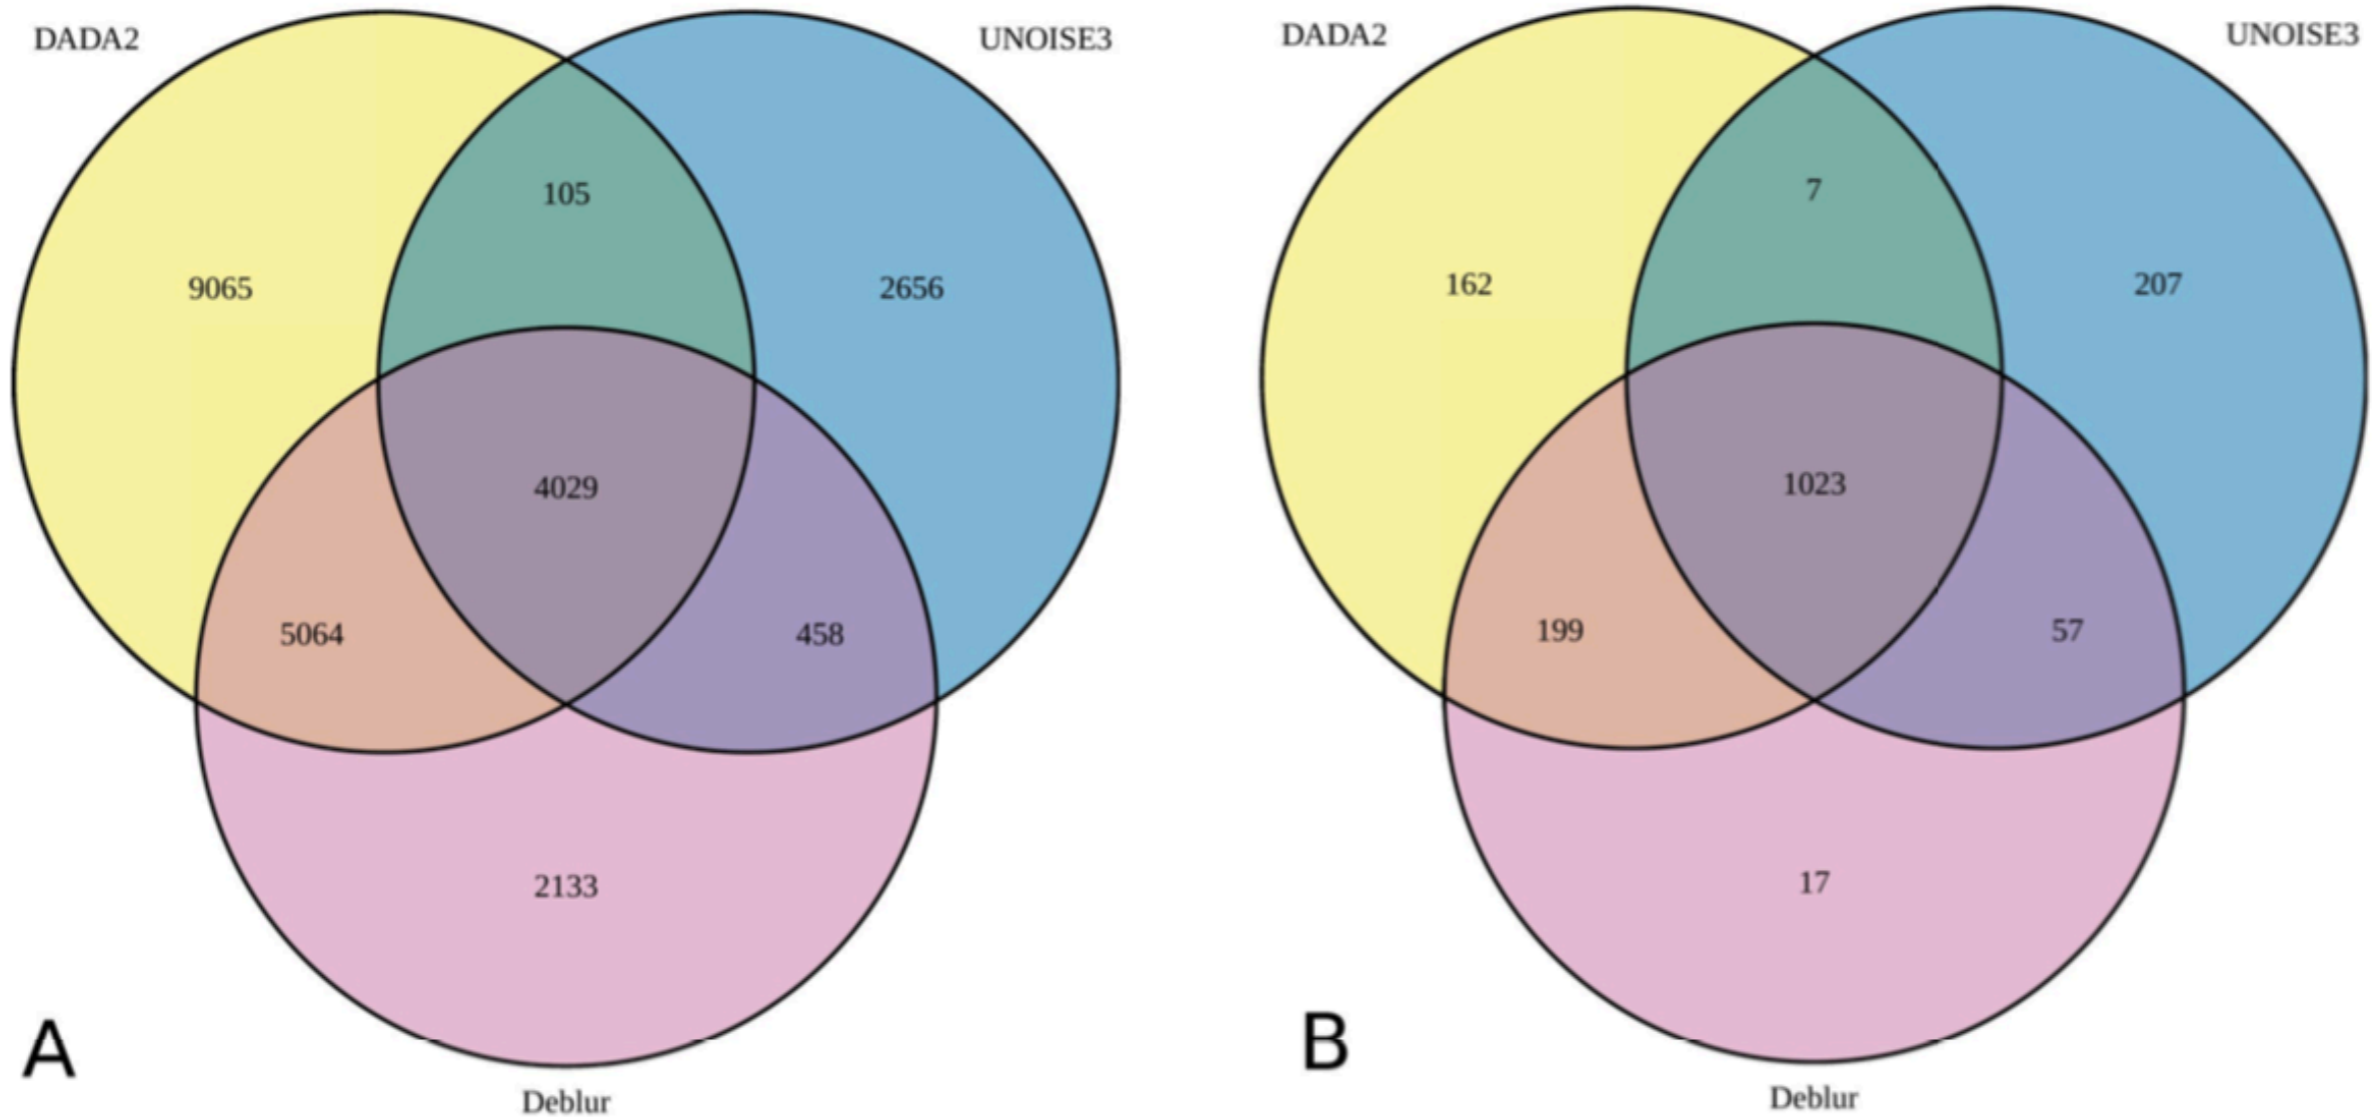 DADA2
UNOISE3
105
9065
2656
4029
5064
458
2133
A
Deblur
DADA2
UNOISE3
7
162
207
1023
199
57
17
B
Deblur